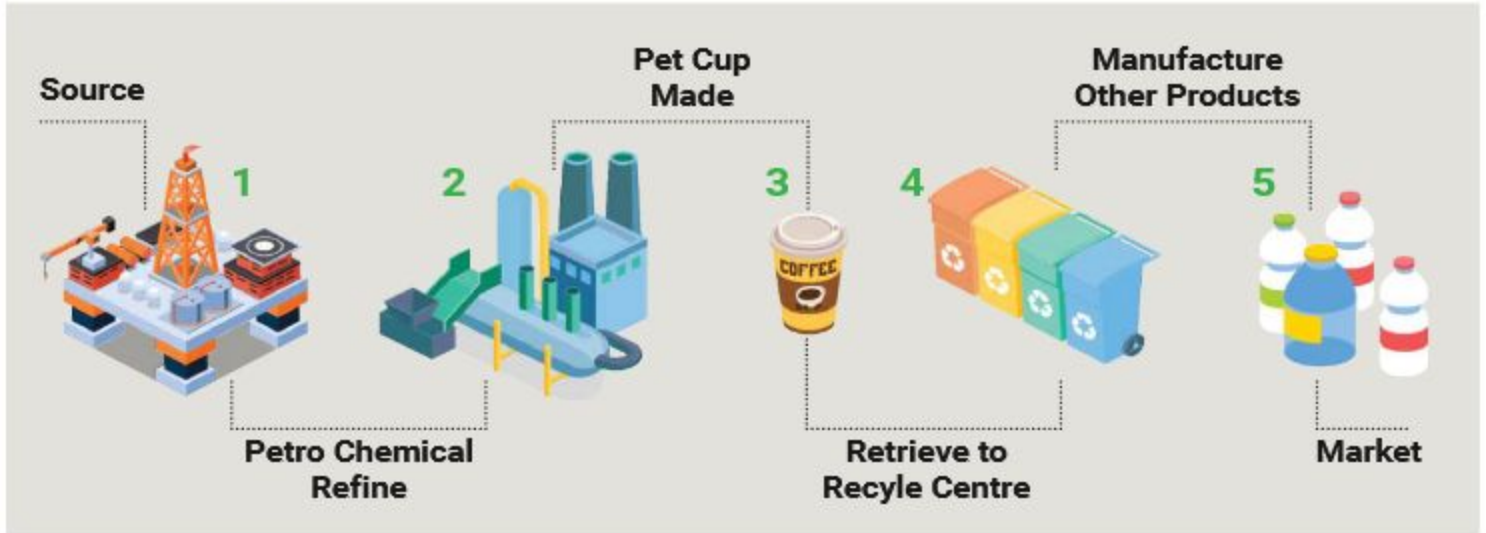 Source
1
Petro Chemical
Refine
2
Pet Cup
Made
3
COFFEE
Retrieve to
Recyle Centre
4
Manufacture
Other Products
5
Market